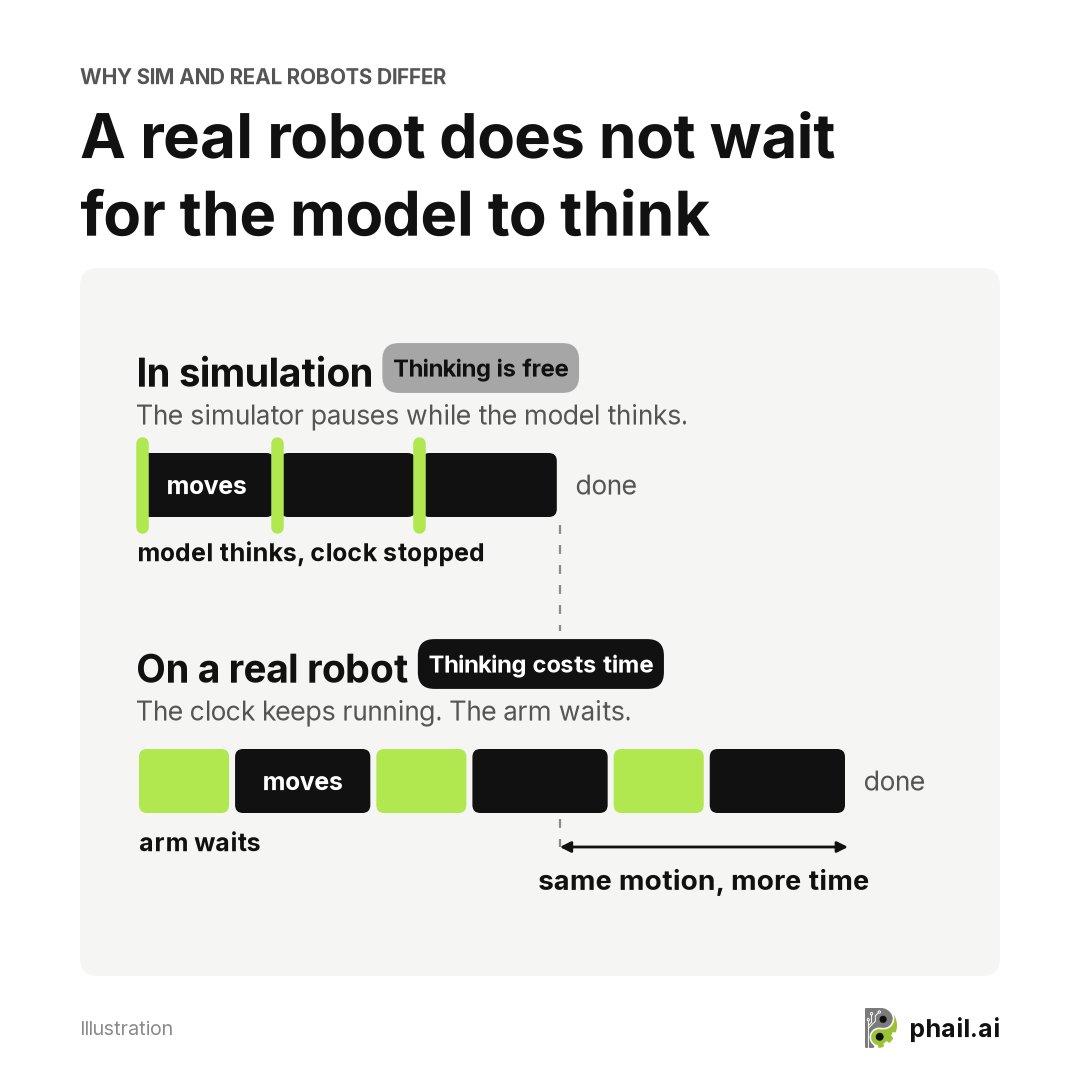 WHY SIM AND REAL ROBOTS DIFFER
A real robot does not wait
for the model to think
In simulation Thinking is free
The simulator pauses while the model thinks.
moves done
model thinks, clock stopped
On a real robot Thinking costs time
The clock keeps running. The arm waits.
moves done
arm waits
same motion, more time
Illustration phail.ai